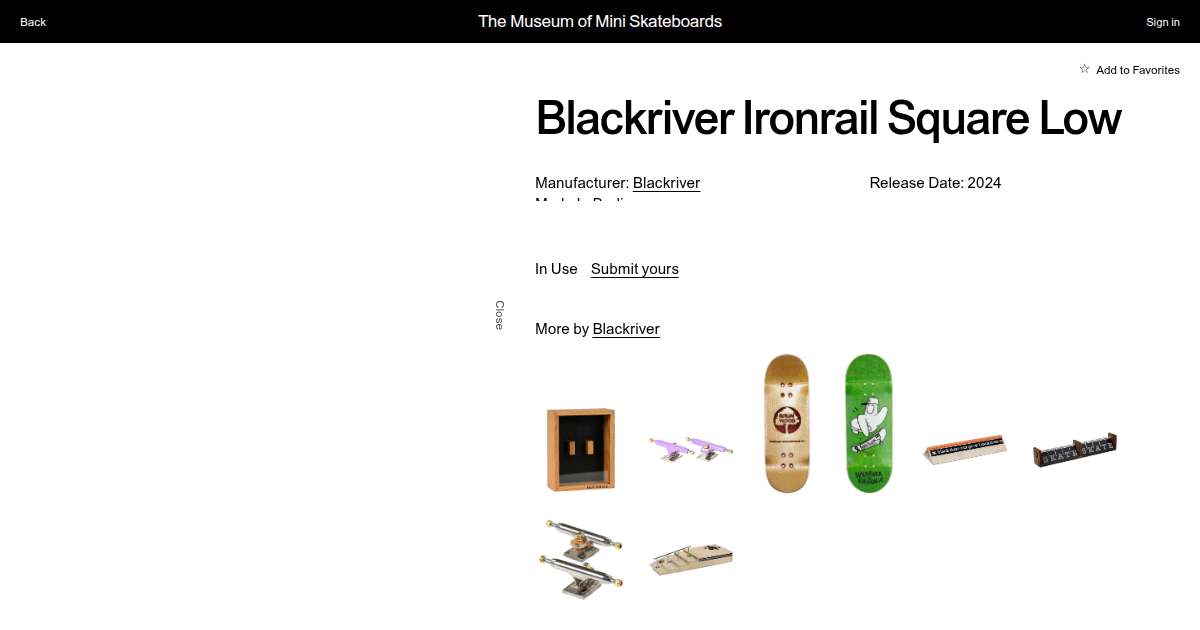 Back
The Museum of Mini Skateboards
Sign in
☆ Add to Favorites
Blackriver Ironrail Square Low
Manufacturer: Blackriver
Release Date: 2024
In Use Submit yours
Close
More by Blackriver